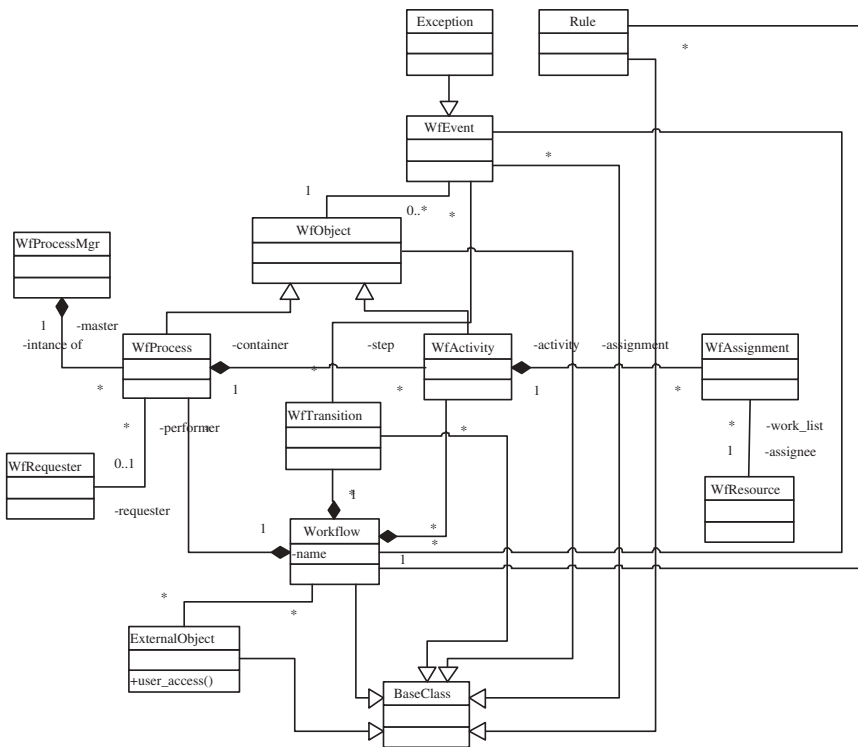 Exception
Rule
*
WfEvent
*
1
0..*
*
WfObject
WfProcessMgr
1
-master
-intance of
*
WfProcess
-container
1
-step
*
*
WfActivity
-activity
1
-assignment
*
WfAssignment
*
-performer
*
WfTransition
*
*
-work_list
1
-assignee
WfRequester
0..1
-requester
WfResource
*
1
1
Workflow
-name
*
*
1
*
*
ExternalObject
+user_access()
BaseClass